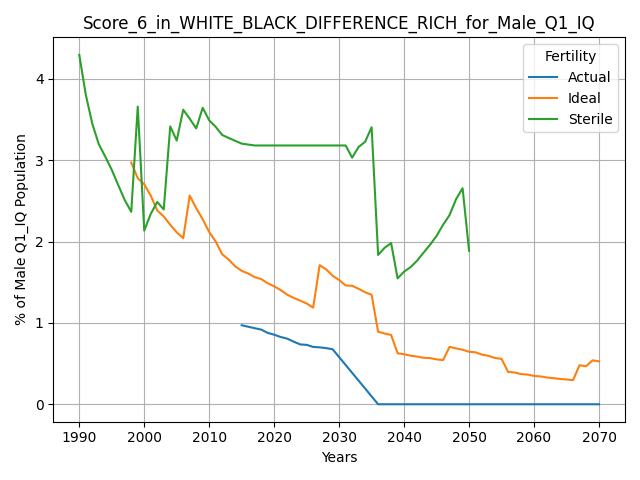 Score_6_in_WHITE_BLACK_DIFFERENCE_RICH_for_Male_Q1_IQ
Fertility
Actual
Ideal
Sterile
% of Male Q1_IQ Population
4
3
2
1
0
1990 2000 2010 2020 2030 2040 2050 2060 2070
Years